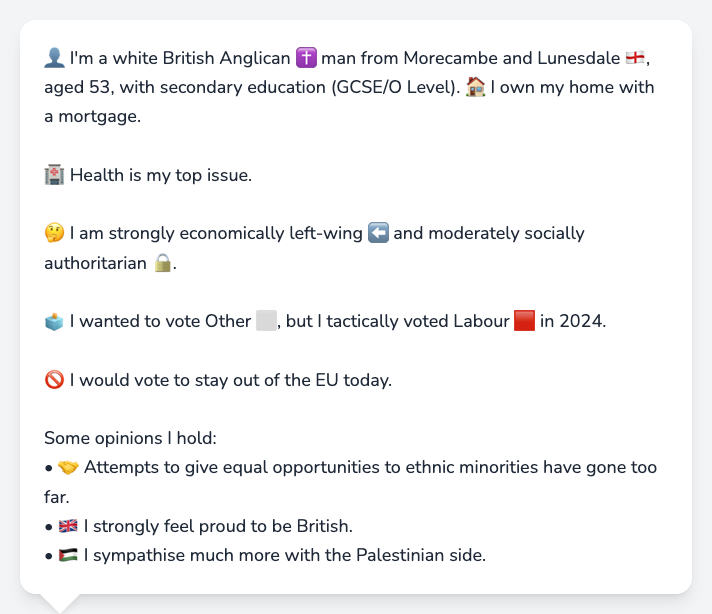 👤 I'm a white British Anglican ✝️ man from Morecambe and Lunesdale 🏴󠁧󠁢󠁥󠁮󠁧󠁿,
aged 53, with secondary education (GCSE/O Level). 🏠 I own my home with
a mortgage.
🏥 Health is my top issue.
🤔 I am strongly economically left-wing ⬅️ and moderately socially
authoritarian 🔒.
🗳️ I wanted to vote Other ⬜, but I tactically voted Labour 🟥 in 2024.
🚫 I would vote to stay out of the EU today.
Some opinions I hold:
• 🤝 Attempts to give equal opportunities to ethnic minorities have gone too
far.
• 🇬🇧 I strongly feel proud to be British.
• 🇵🇸 I sympathise much more with the Palestinian side.